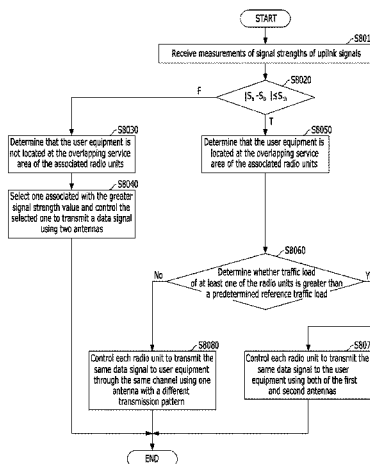 START
S801
Receive measurements of signal strengths of uplink signals
S8020
F
T
S8030
Determine that the user equipment is
not located at the overlapping service
area of the associated radio units
S8050
Determine that the user equipment is
located at the overlapping service
area of the associated radio units
S8040
Select one associated with the greater
signal strength value and control the
selected one to transmit a data signal
using two antennas
S8060
No
Y
Determine whether traffic load
of at least one of the radio units is greater than
a predetermined reference traffic load
S8080
Control each radio unit to transmit the
same data signal to user equipment
through the same channel using one
antenna with a different
transmission pattern
S807
Control each radio unit to transmit the
same data signal to the user
equipment using both of the first
and second antennas
END